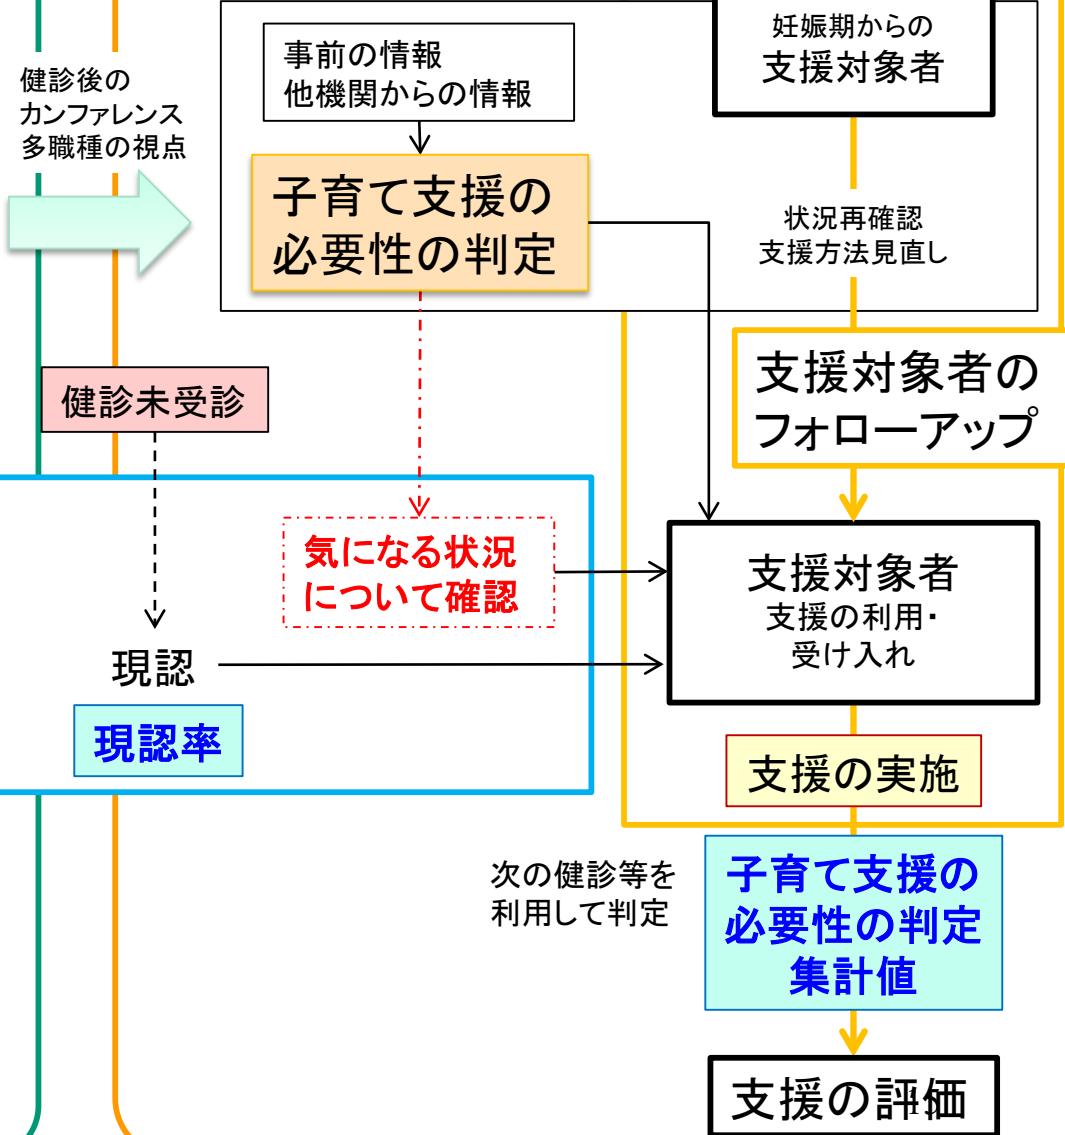 妊娠期からの
支援対象者
事前の情報
他機関からの情報
健診後の
カンファレンス
多職種の視点
子育て支援の
必要性の判定
状況再確認
支援方法見直し
支援対象者の
フォローアップ
健診未受診
気になる状況
について確認
支援対象者
支援の利用・
受け入れ
現認
現認率
支援の実施
次の健診等を
利用して判定
子育て支援の
必要性の判定
集計値
支援の評価